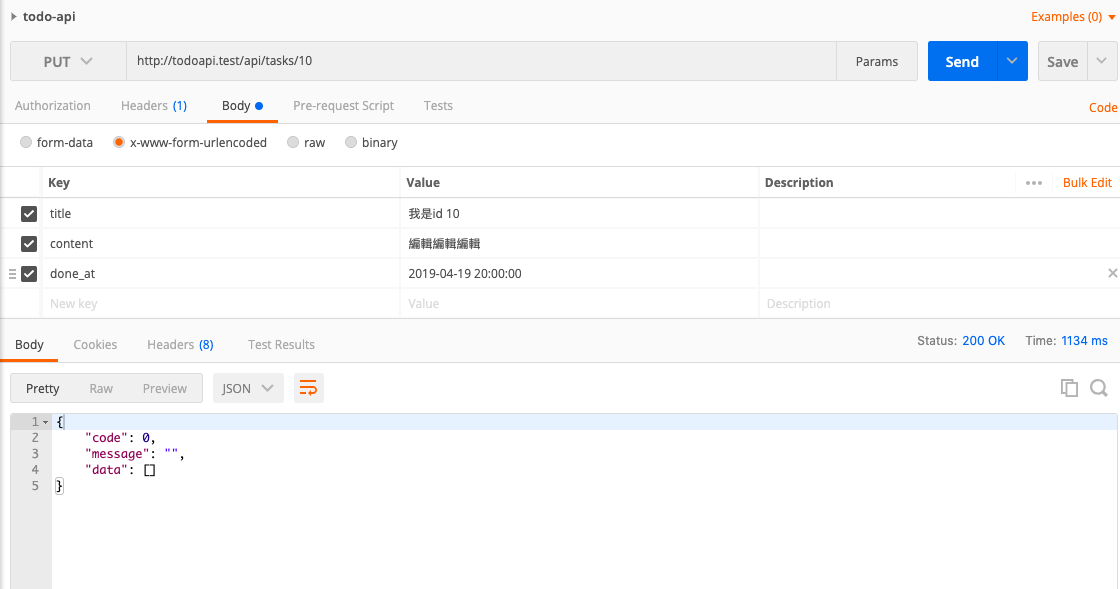 todo-api
Examples (0)
PUT http://todoapi.test/api/tasks/10 Params Send Save
Authorization Headers (1) Body Pre-request Script Tests Code
form-data x-www-form-urlencoded raw binary
Key Value Description ••• Bulk Edit
title 我是id 10
content 編輯編輯編輯
done_at 2019-04-19 20:00:00
New key Value Description
Body Cookies Headers (8) Test Results Status: 200 OK Time: 1134 ms
Pretty Raw Preview JSON
1 {
2 "code": 0,
3 "message": "",
4 "data": []
5 }